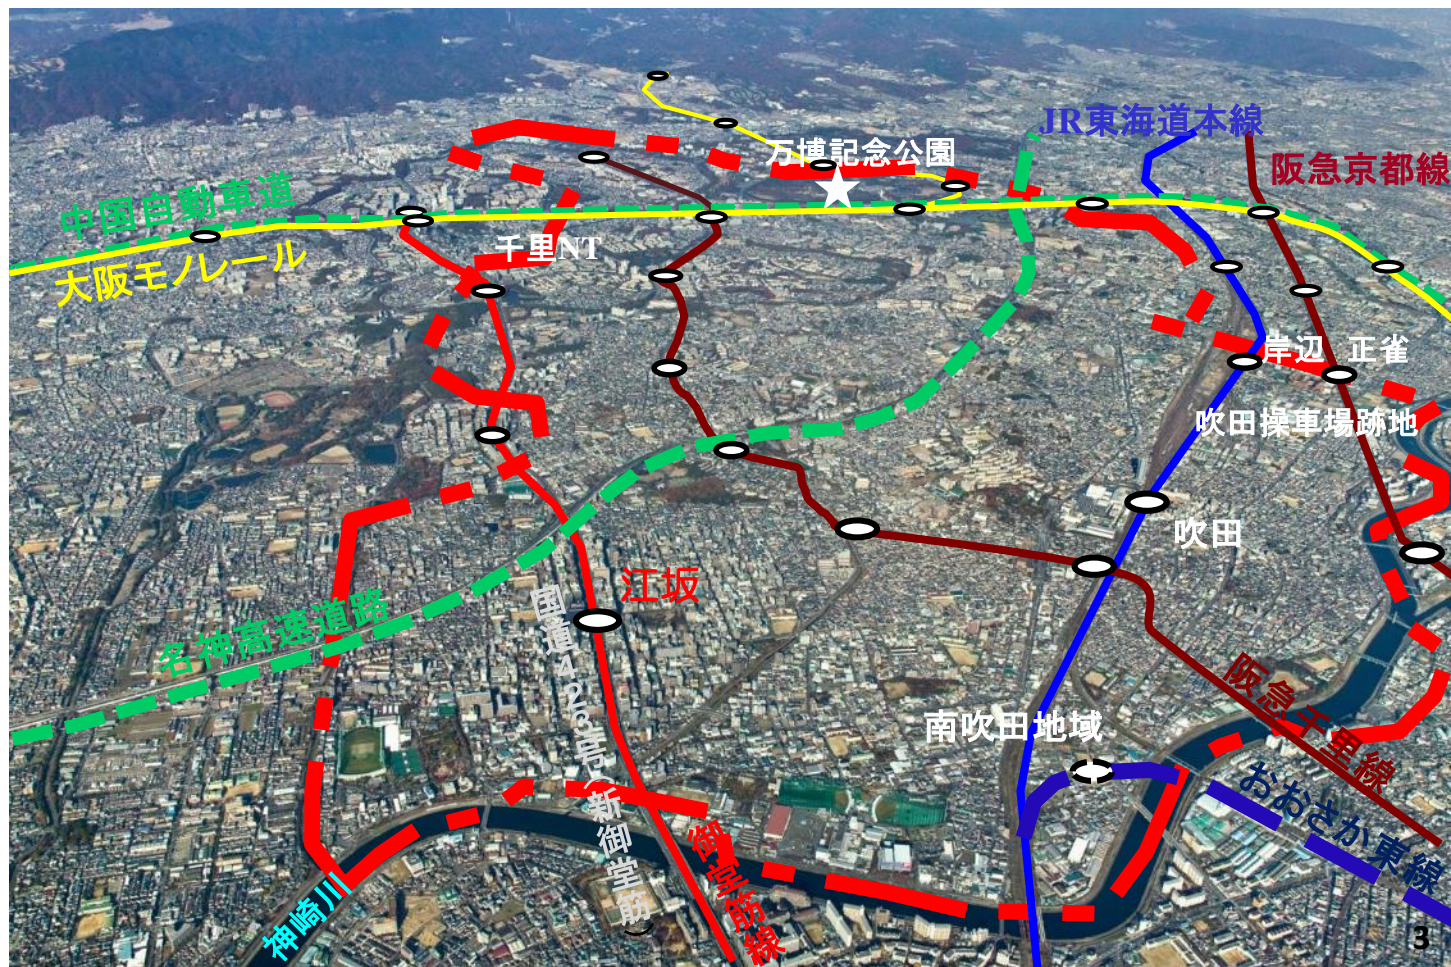 JR東海道本線
万博記念公園
阪急京都線
中国自動車道
千里NT
大阪モノレール
岸辺
正雀
吹田操車場跡地
吹田
江坂
国道423号(新御堂筋)
名神高速道路
南吹田地域
阪急千里線
おおさか東線
御堂筋線
神崎川
3